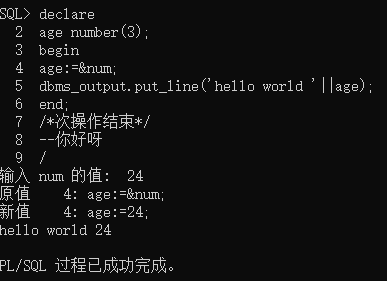 SQL> declare
2 age number(3);
3 begin
4 age:=&num;
5 dbms_output.put_line('hello world '||age);
6 end;
7 /*次操作结束*/
8 --你好呀
9 /
输入 num 的值: 24
原值 4: age:=&num;
新值 4: age:=24;
hello world 24
PL/SQL 过程已成功完成。